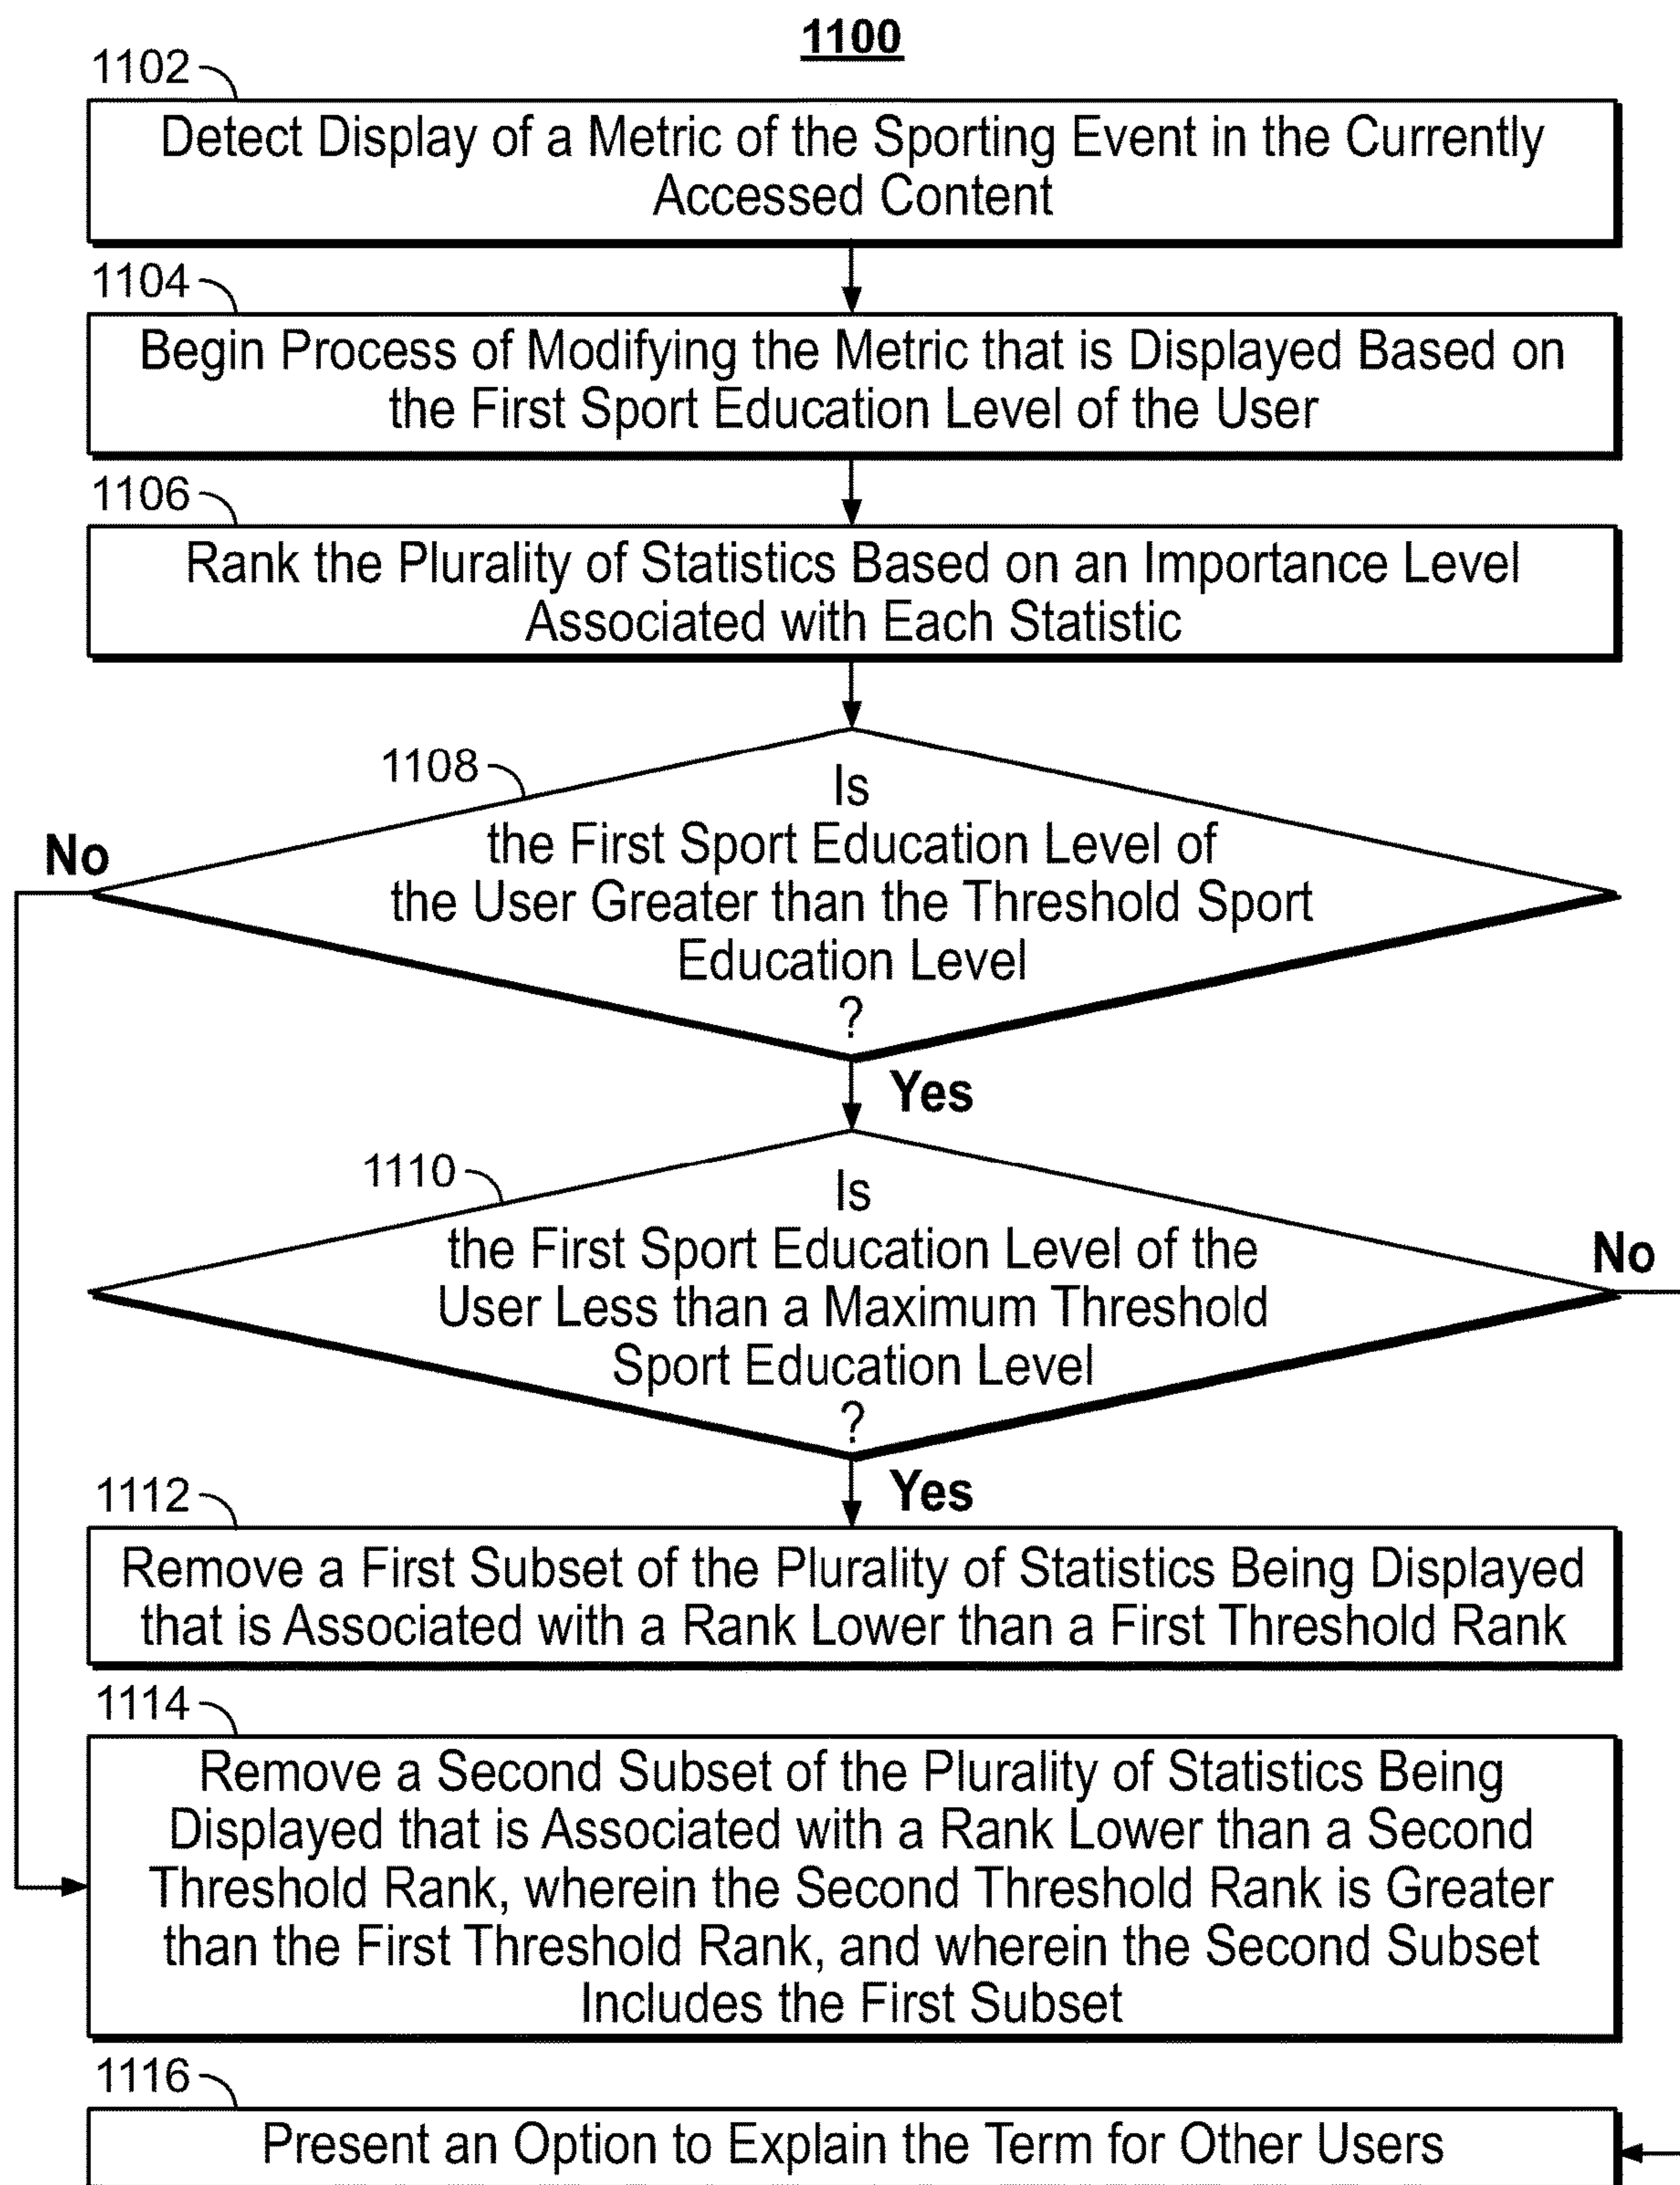 1100
1102
Detect Display of a Metric of the Sporting Event in the Currently
Accessed Content
1104
Begin Process of Modifying the Metric that is Displayed Based on
the First Sport Education Level of the User
1106
Rank the Plurality of Statistics Based on an Importance Level
Associated with Each Statistic
1108
Is
the First Sport Education Level of
the User Greater than the Threshold Sport
Education Level
?
No
Yes
1110
Is
the First Sport Education Level of the
User Less than a Maximum Threshold
Sport Education Level
?
No
Yes
1112
Remove a First Subset of the Plurality of Statistics Being Displayed
that is Associated with a Rank Lower than a First Threshold Rank
1114
Remove a Second Subset of the Plurality of Statistics Being
Displayed that is Associated with a Rank Lower than a Second
Threshold Rank, wherein the Second Threshold Rank is Greater
than the First Threshold Rank, and wherein the Second Subset
Includes the First Subset
1116
Present an Option to Explain the Term for Other Users